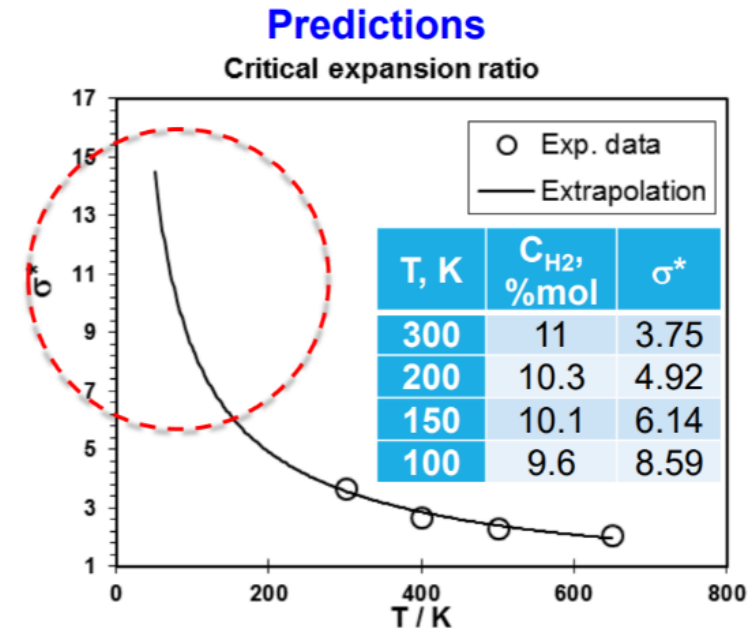 Predictions
Critical expansion ratio
17
15
13
11
9
7
5
3
1
σ*
0
200
400
600
800
T / K
Exp. data
Extrapolation
T, K
C_H2, %mol
σ*
300 11 3.75
200 10.3 4.92
150 10.1 6.14
100 9.6 8.59